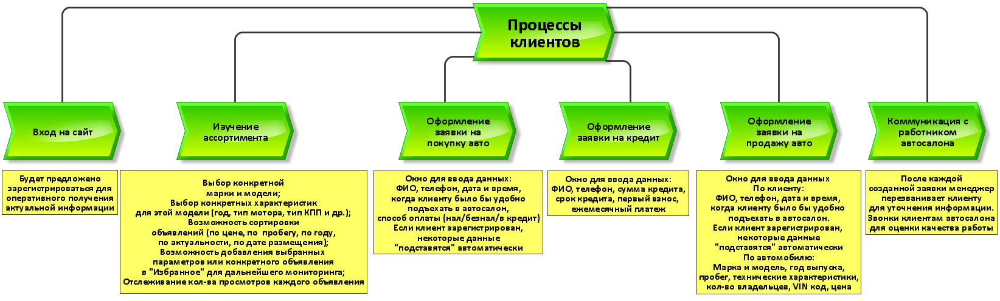 Процессы
клиентов
Вход на сайт
Изучение
ассортимента
Оформление
заявки на
покупку авто
Оформление
заявки на кредит
Оформление
заявки на
продажу авто
Коммуникация с
работником
автосалона
Будет предложено
зарегистрироваться для
оперативного получения
актуальной информации
Выбор конкретной
марки и модели;
Выбор конкретных характеристик
для этой модели (год, тип мотора, тип КПП и др.);
Возможность сортировки
объявлений (по цене, по пробегу, по году,
по актуальности, по дате размещения);
Возможность добавления выбранных
параметров или конкретного объявления
в "Избранное" для дальнейшего мониторинга;
Отслеживание кол-ва просмотров каждого объявления
Окно для ввода данных:
ФИО, телефон, дата и время,
когда клиенту было бы удобно
подъехать в автосалон,
способ оплаты (нал/безнал/в кредит)
Если клиент зарегистрирован,
некоторые данные
"подставятся" автоматически
Окно для ввода данных:
ФИО, телефон, сумма кредита,
срок кредита, первый взнос,
ежемесячный платеж
Окно для ввода данных
По клиенту:
ФИО, телефон, дата и время,
когда клиенту было бы удобно
подъехать в автосалон.
Если клиент зарегистрирован,
некоторые данные
"подставятся" автоматически
По автомобилю:
Марка и модель, год выпуска,
пробег, технические характеристики,
кол-во владельцев, VIN код, цена
После каждой
созданной заявки менеджер
перезванивает клиенту
для уточнения информации.
Звонки клиентам автосалона
для оценки качества работы